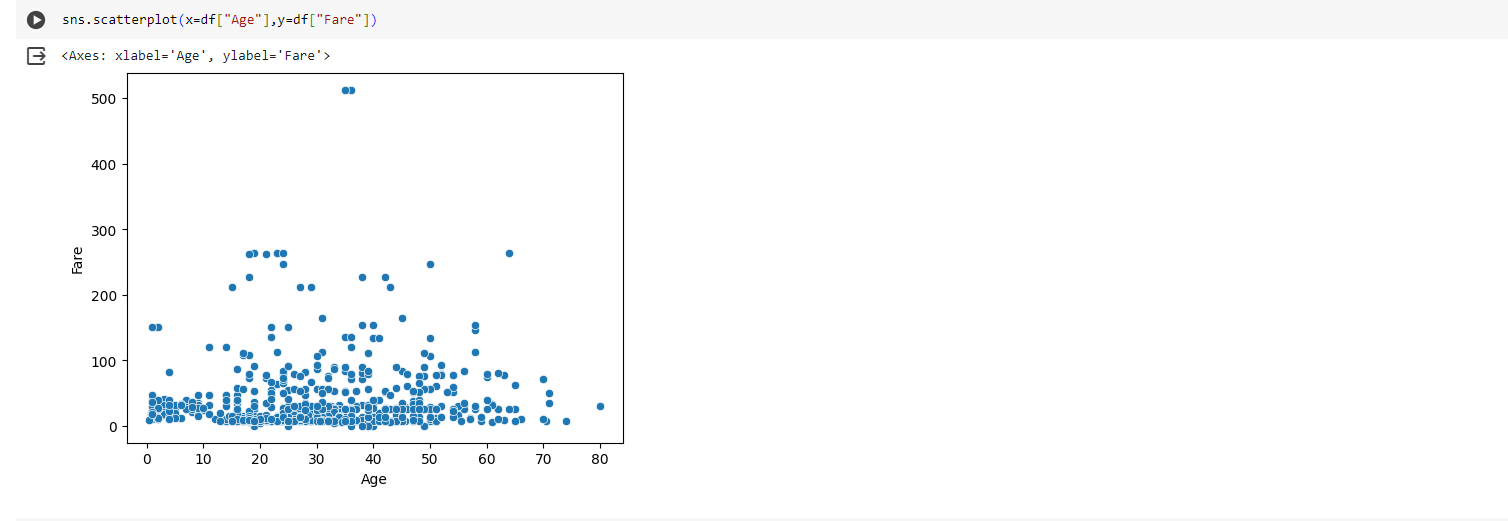 sns.scatterplot(x=df["Age"],y=df["Fare"])
<Axes: xlabel='Age', ylabel='Fare'>
500
400
300
200
100
0
Fare
0 10 20 30 40 50 60 70 80
Age